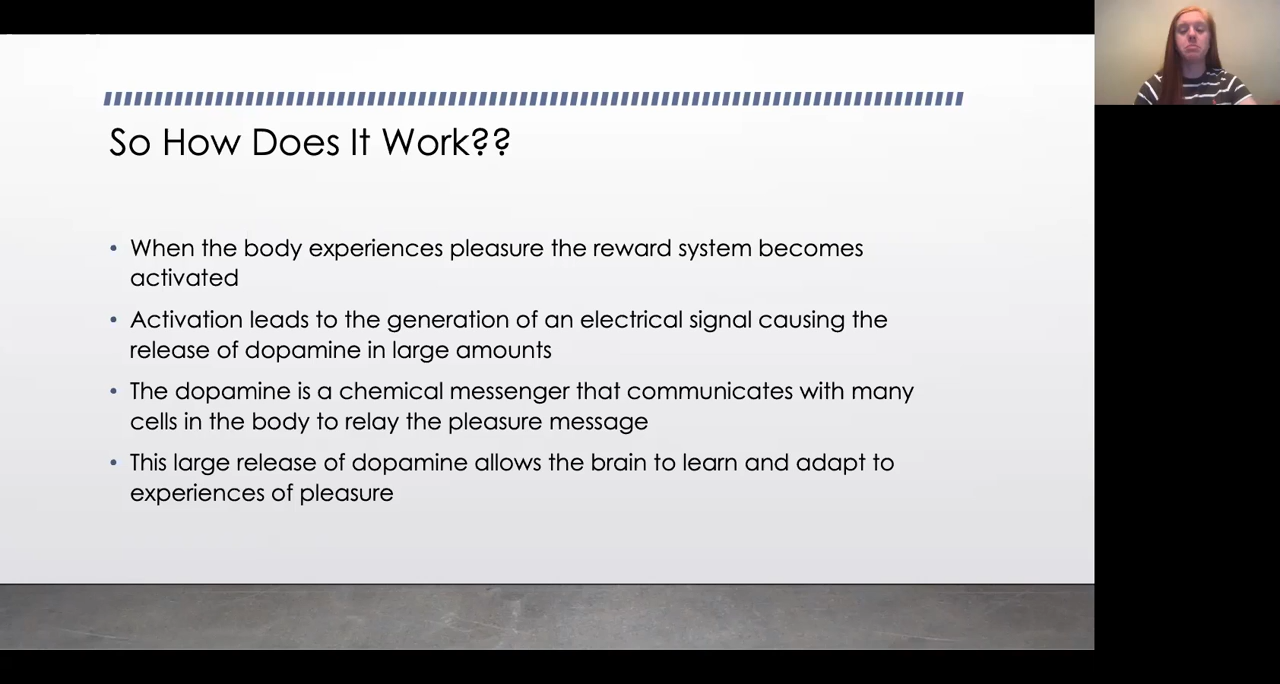 So How Does It Work??
• When the body experiences pleasure the reward system becomes
activated
• Activation leads to the generation of an electrical signal causing the
release of dopamine in large amounts
• The dopamine is a chemical messenger that communicates with many
cells in the body to relay the pleasure message
• This large release of dopamine allows the brain to learn and adapt to
experiences of pleasure